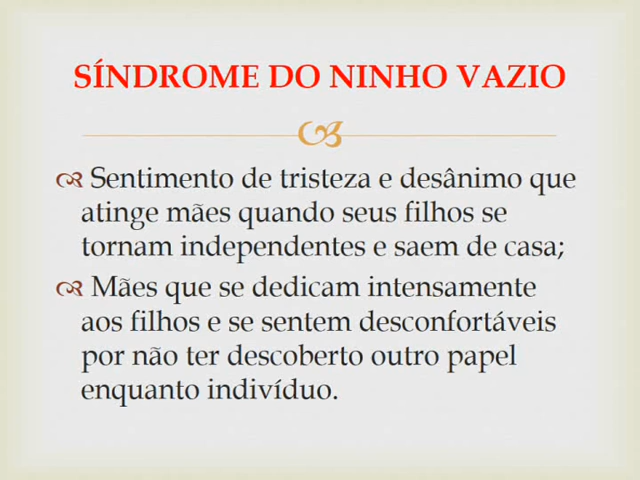 SÍNDROME DO NINHO VAZIO
Sentimento de tristeza e desânimo que
atinge mães quando seus filhos se
tornam independentes e saem de casa;
Mães que se dedicam intensamente
aos filhos e se sentem desconfortáveis
por não ter descoberto outro papel
enquanto indivíduo.